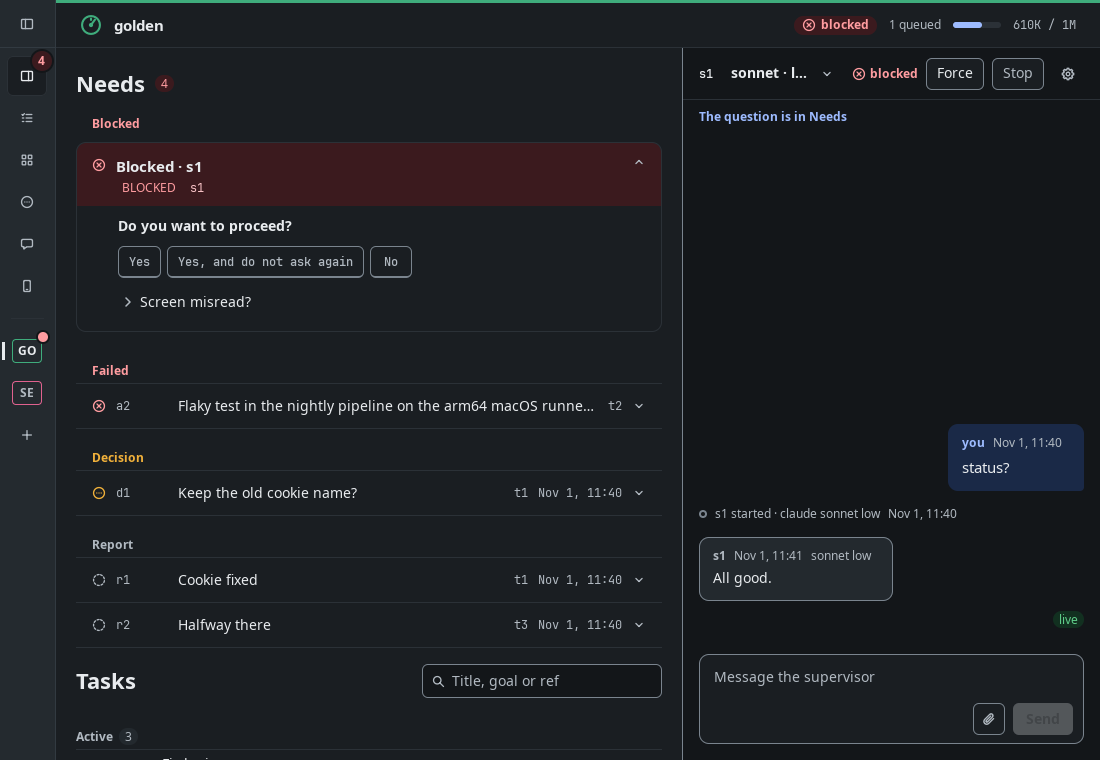 golden
blocked
1 queued
610K / 1M
4
GO
SE
Needs 4
Blocked
Blocked · s1
BLOCKED s1
Do you want to proceed?
Yes
Yes, and do not ask again
No
Screen misread?
Failed
a2 Flaky test in the nightly pipeline on the arm64 macOS runne... t2
Decision
d1 Keep the old cookie name? t1 Nov 1, 11:40
Report
r1 Cookie fixed t1 Nov 1, 11:40
r2 Halfway there t3 Nov 1, 11:40
Tasks
Title, goal or ref
Active 3
s1 sonnet · l...
blocked
Force
Stop
The question is in Needs
you Nov 1, 11:40
status?
s1 started · claude sonnet low Nov 1, 11:40
s1 Nov 1, 11:41 sonnet low
All good.
live
Message the supervisor
Send